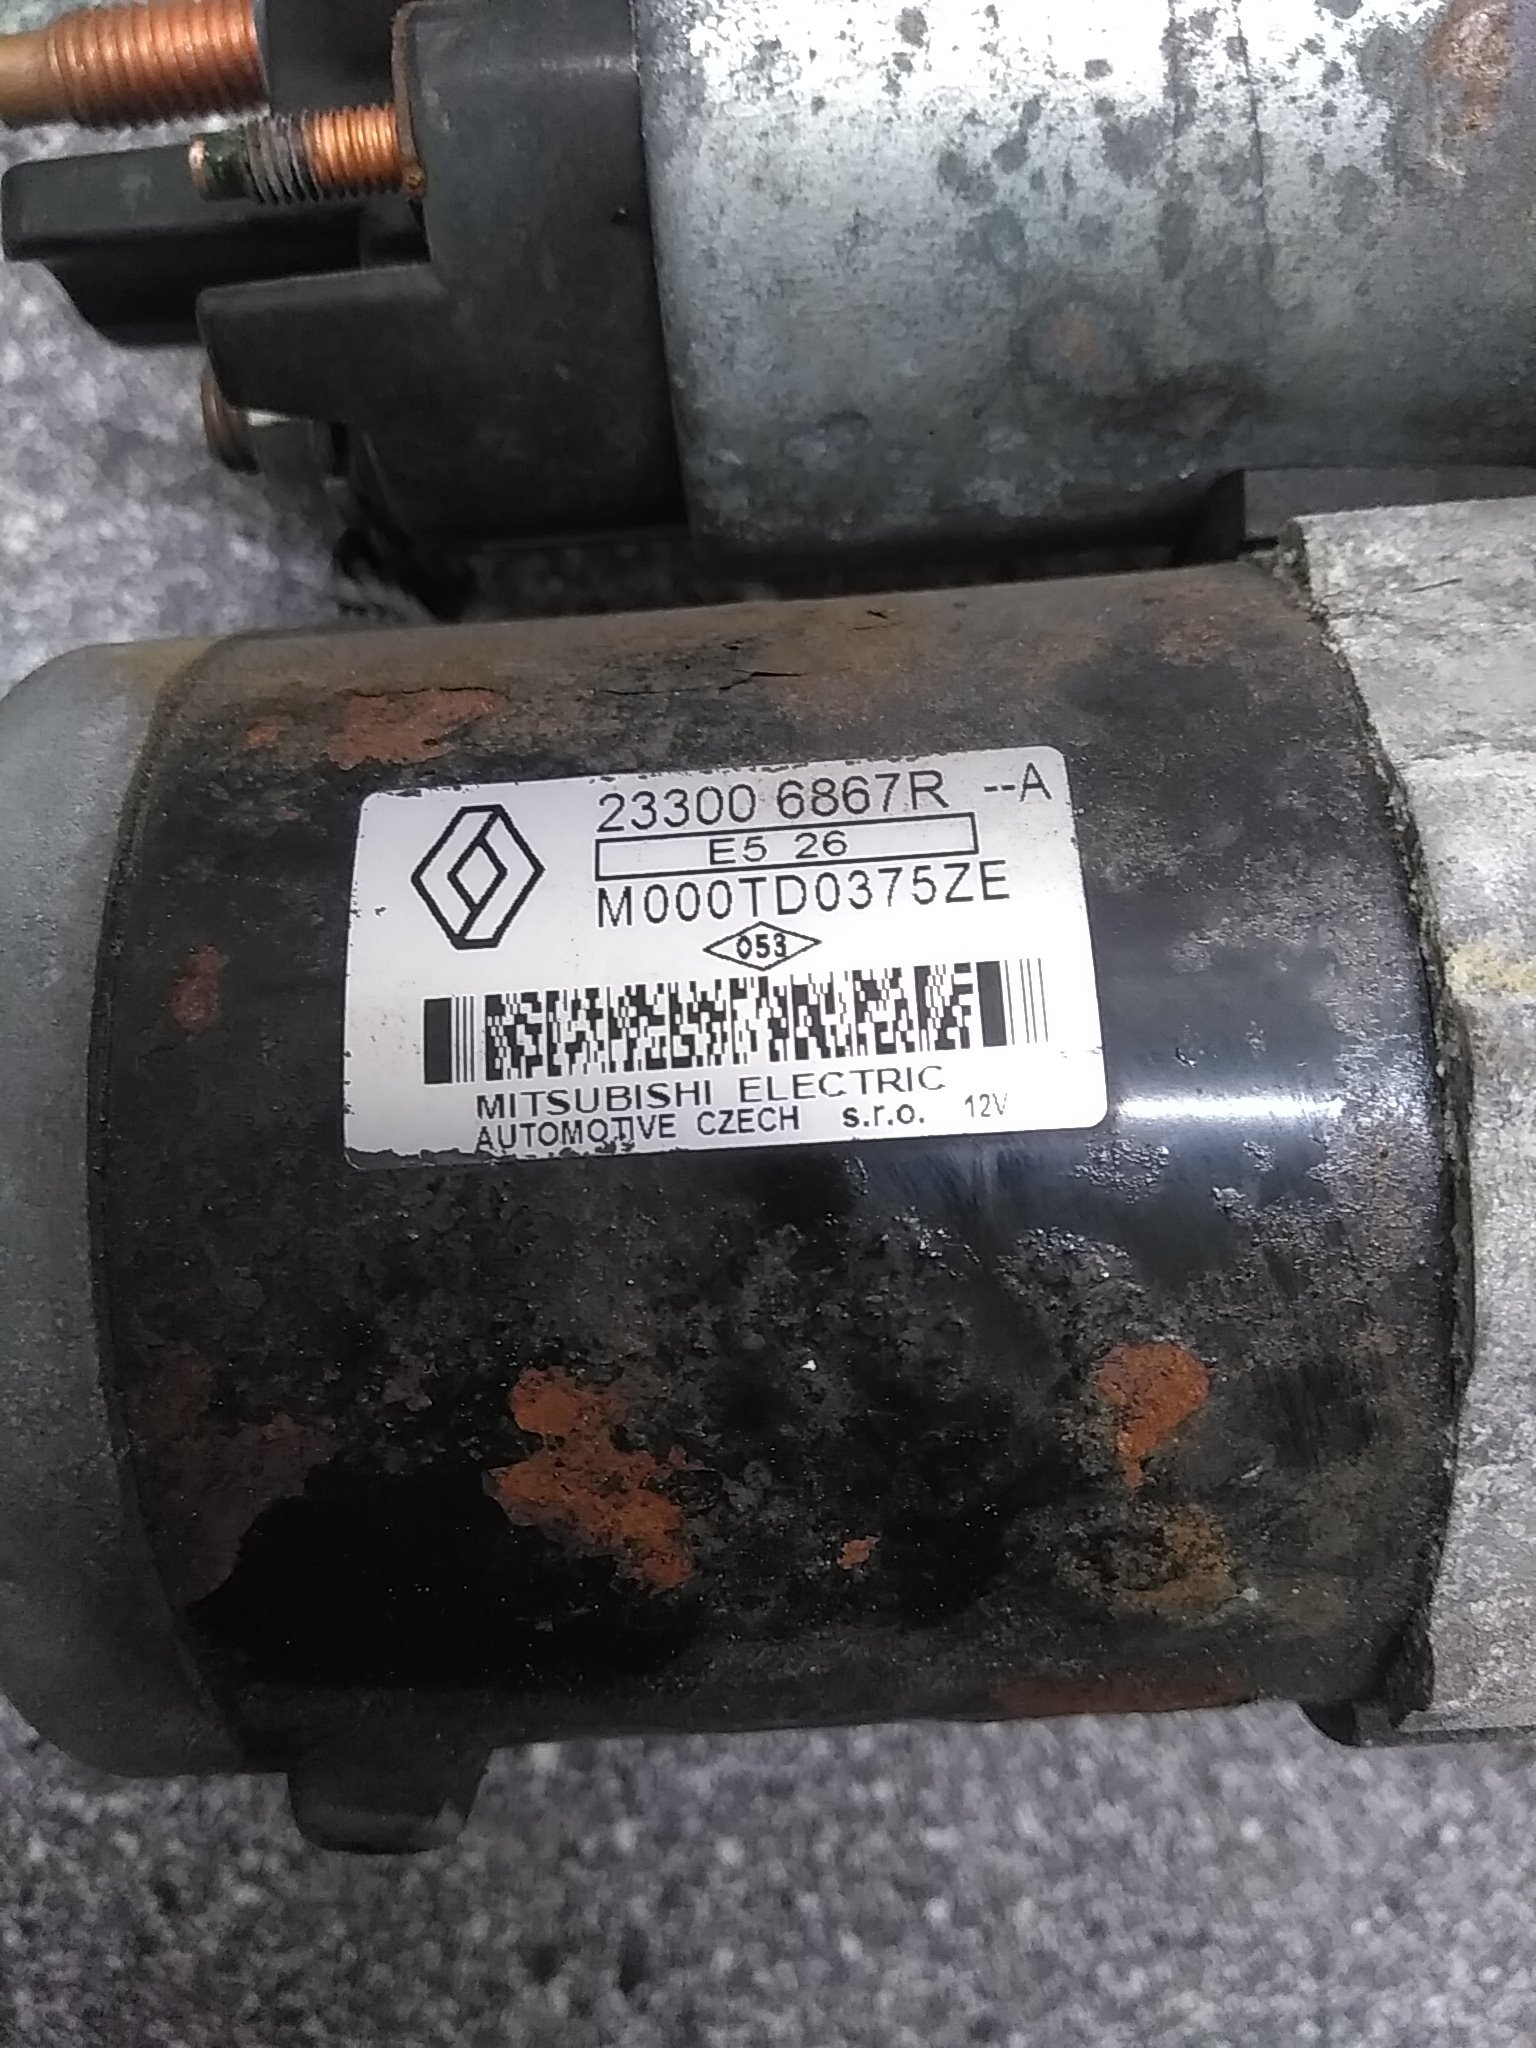 23300 6867R --A
E5 26
M000TD0375ZE
053
MITSUBISHI ELECTRIC
AUTOMOTIVE CZECH s.r.o. 12V